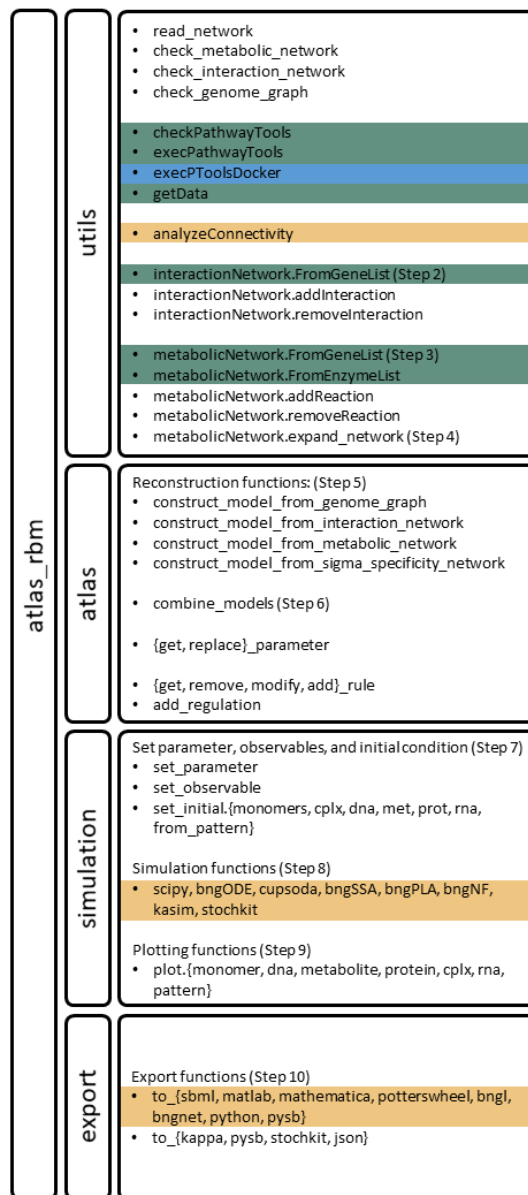 atlas_rbm
utils
• read_network
• check_metabolic_network
• check_interaction_network
• check_genome_graph
• checkPathwayTools
• execPathwayTools
• execPToolsDocker
• getData
• analyzeConnectivity
• interactionNetwork.FromGeneList (Step 2)
• interactionNetwork.addInteraction
• interactionNetwork.removeInteraction
• metabolicNetwork.FromGeneList (Step 3)
• metabolicNetwork.FromEnzymeList
• metabolicNetwork.addReaction
• metabolicNetwork.removeReaction
• metabolicNetwork.expand_network (Step 4)
atlas
Reconstruction functions: (Step 5)
• construct_model_from_genome_graph
• construct_model_from_interaction_network
• construct_model_from_metabolic_network
• construct_model_from_sigma_specificity_network
• combine_models (Step 6)
• {get, replace}_parameter
• {get, remove, modify, add}_rule
• add_regulation
simulation
Set parameter, observables, and initial condition (Step 7)
• set_parameter
• set_observable
• set_initial.{monomers, cplx, dna, met, prot, rna,
from_pattern}
Simulation functions (Step 8)
• scipy, bngODE, cupsoda, bngSSA, bngPLA, bngNF,
kasim, stochkit
Plotting functions (Step 9)
• plot.{monomer, dna, metabolite, protein, cplx, rna,
pattern}
export
Export functions (Step 10)
• to_{sbml, matlab, mathematica, potterswheel, bngl,
bngnet, python, pysb}
• to_{kappa, pysb, stochkit, json}